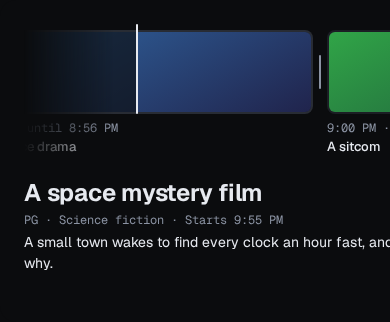 until 8:56 PM
9:00 PM ·
drama
A sitcom
A space mystery film
PG · Science fiction · Starts 9:55 PM
A small town wakes to find every clock an hour fast, and
why.